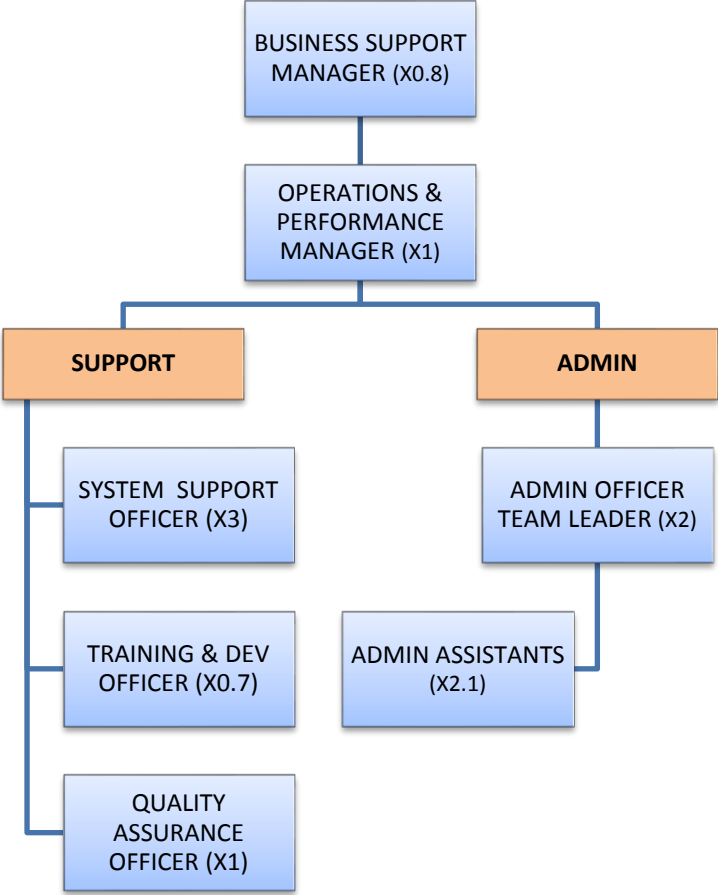 BUSINESS SUPPORT
MANAGER (X0.8)
OPERATIONS &
PERFORMANCE
MANAGER (X1)
SUPPORT
ADMIN
SYSTEM SUPPORT
OFFICER (X3)
ADMIN OFFICER
TEAM LEADER (X2)
TRAINING & DEV
OFFICER (X0.7)
ADMIN ASSISTANTS
(X2.1)
QUALITY
ASSURANCE
OFFICER (X1)